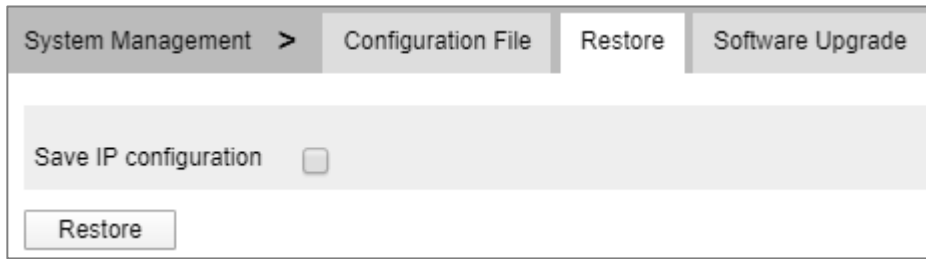 System Management > Configuration File Restore Software Upgrade
Save IP configuration
Restore